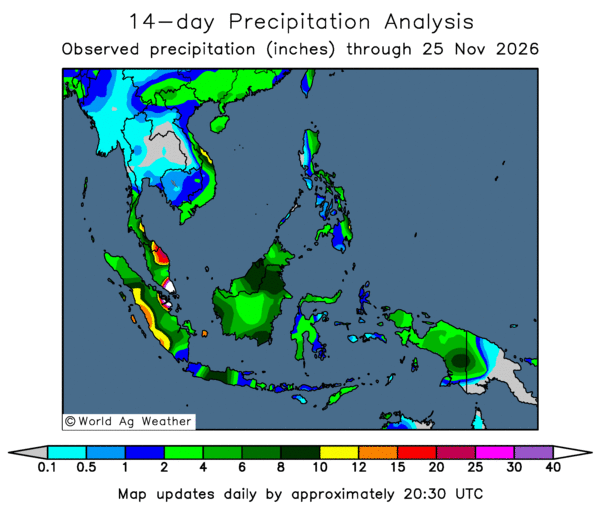 14-day Precipitation Analysis
Observed precipitation (inches) through 25 Nov 2026
©World Ag Weather
0.1 0.5 1 2 4 6 8 10 12 15 20 25 30 40
Map updates daily by approximately 20:30 UTC